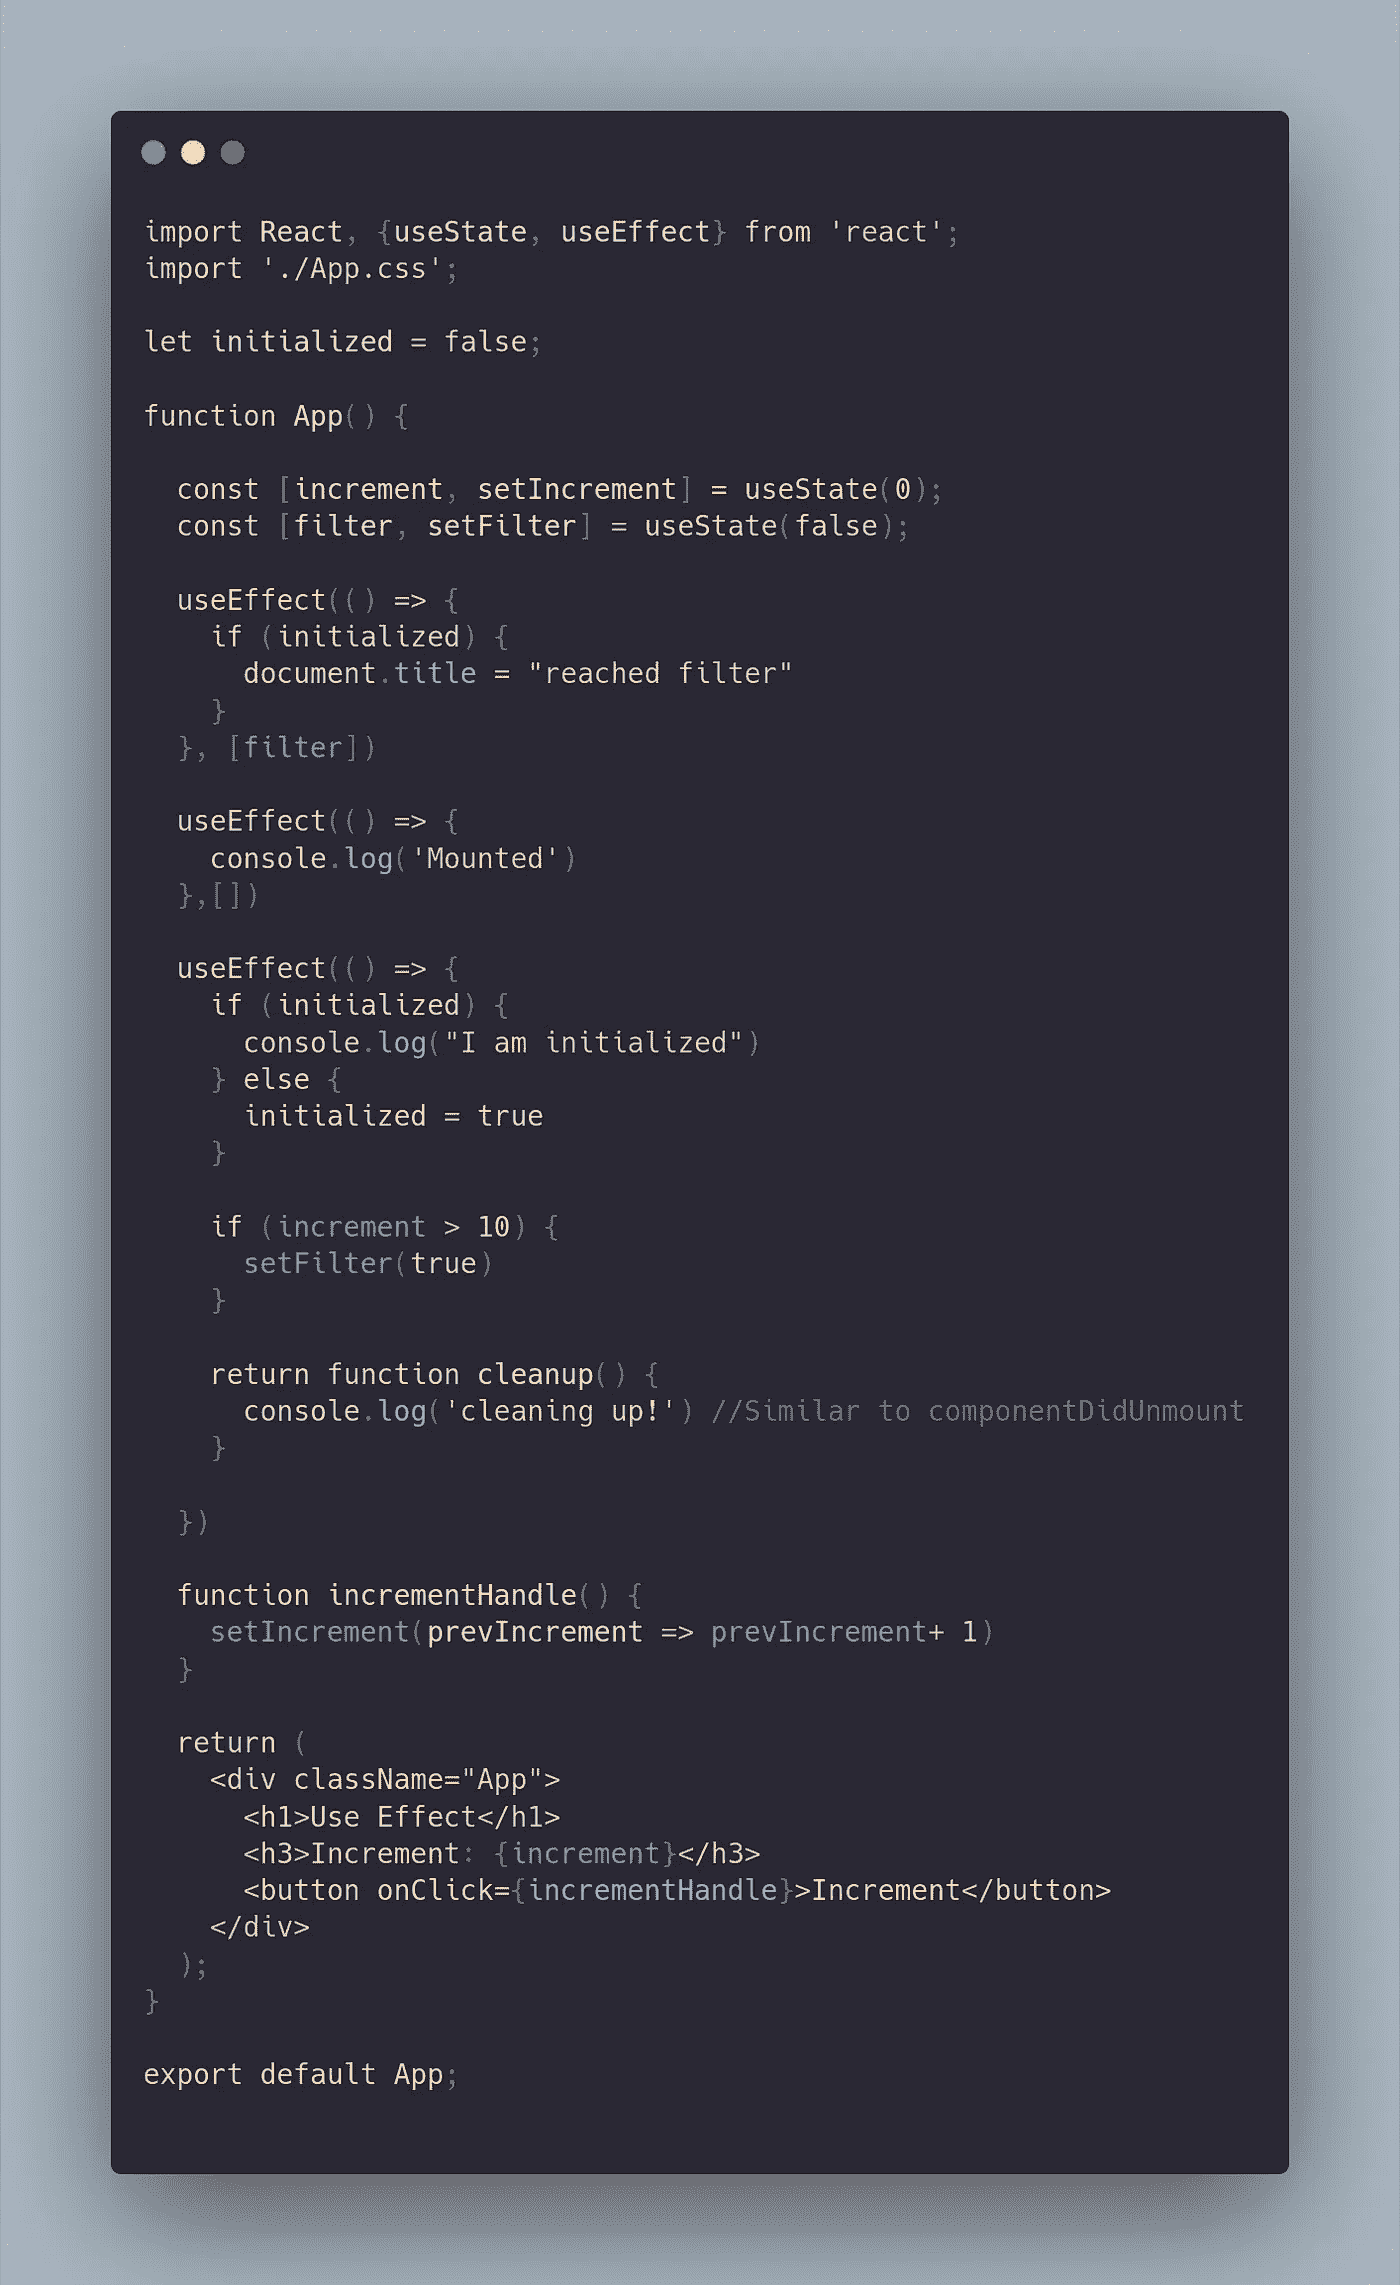 import React, {useState, useEffect} from 'react';
import './App.css';

let initialized = false;

function App() {

  const [increment, setIncrement] = useState(0);
  const [filter, setFilter] = useState(false);

  useEffect(() => {
    if (initialized) {
      document.title = "reached filter"
    }
  }, [filter])

  useEffect(() => {
    console.log('Mounted')
  },[])

  useEffect(() => {
    if (initialized) {
      console.log("I am initialized")
    } else {
      initialized = true
    }

    if (increment > 10) {
      setFilter(true)
    }

    return function cleanup() {
      console.log('cleaning up!') //Similar to componentDidUnmount
    }

  })

  function incrementHandle() {
    setIncrement(prevIncrement => prevIncrement+ 1)
  }

  return (
    <div className="App">
      <h1>Use Effect</h1>
      <h3>Increment: {increment}</h3>
      <button onClick={incrementHandle}>Increment</button>
    </div>
  );
}

export default App;